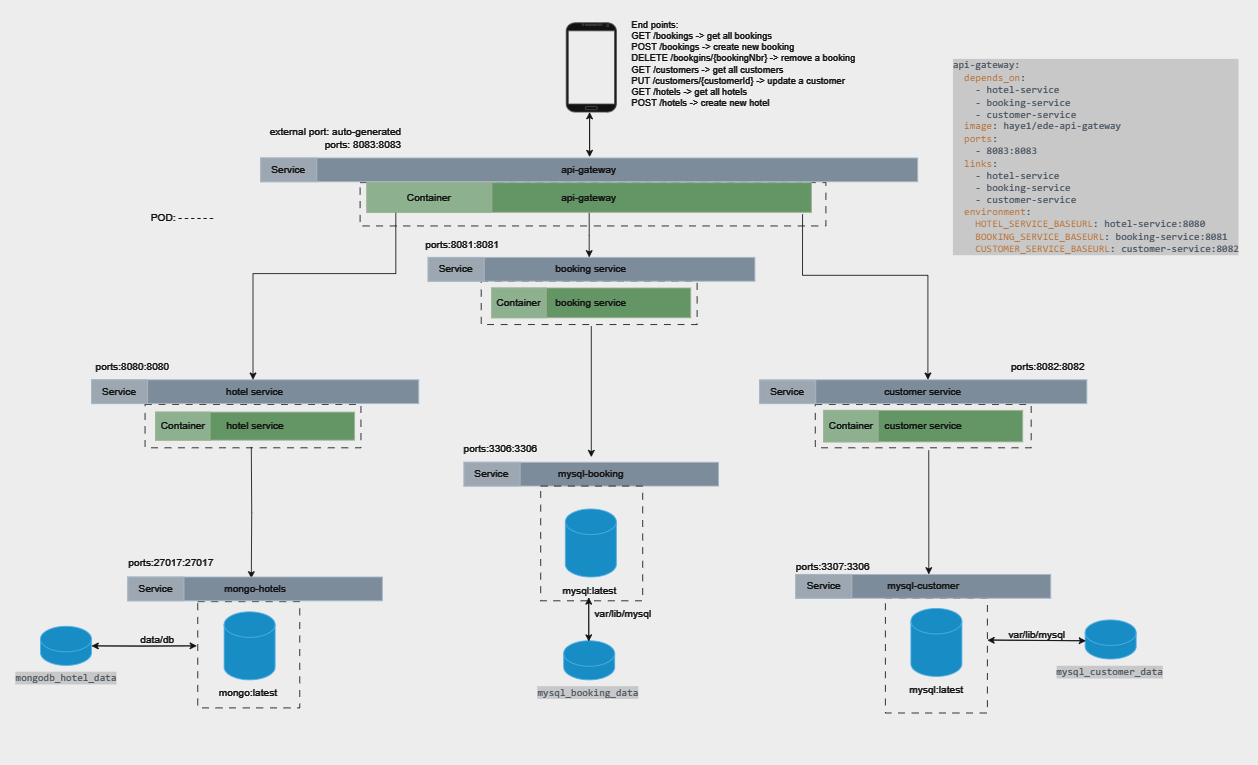 End points:
GET /bookings -> get all bookings
POST /bookings -> create new booking
DELETE /bookgins/{bookingNbr} -> remove a booking
GET /customers -> get all customers
PUT /customers/{customerId} -> update a customer
GET /hotels -> get all hotels
POST /hotels -> create new hotel
api-gateway:
depends_on:
- hotel-service
- booking-service
- customer-service
image: haye1/ede-api-gateway
ports:
- 8083:8083
links:
- hotel-service
- booking-service
- customer-service
environment:
HOTEL_SERVICE_BASEURL: hotel-service:8080
BOOKING_SERVICE_BASEURL: booking-service:8081
CUSTOMER_SERVICE_BASEURL: customer-service:8082
external port: auto-generated
ports: 8083:8083
Service api-gateway
Container api-gateway
POD: ------
ports:8081:8081
Service booking service
Container booking service
ports:8080:8080
Service hotel service
Container hotel service
ports:8082:8082
Service customer service
Container customer service
ports:3306:3306
Service mysql-booking
mysql:latest
var/lib/mysql
mysql_booking_data
ports:27017:27017
Service mongo-hotels
data/db
mongodb_hotel_data
mongo:latest
ports:3307:3306
Service mysql-customer
var/lib/mysql
mysql_customer_data
mysql:latest